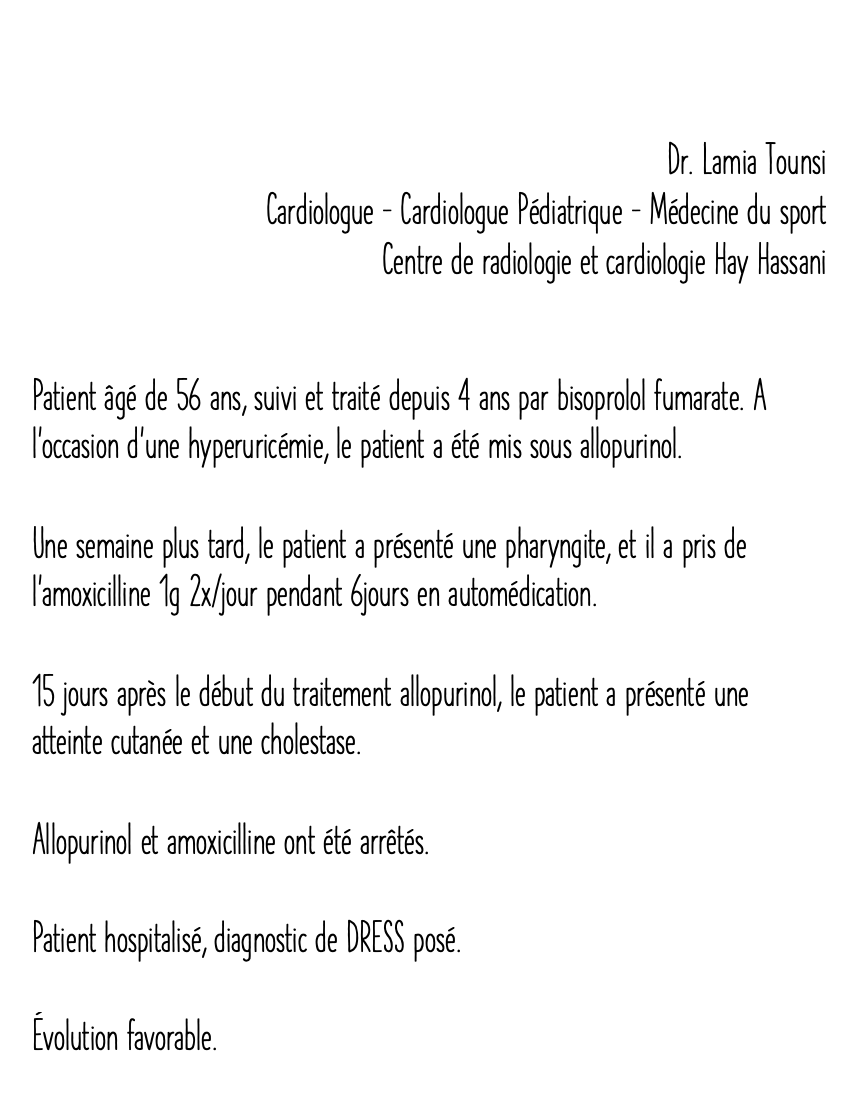 Dr. Lamia Tounsi
Cardiologue - Cardiologue Pédiatrique - Médecine du sport
Centre de radiologie et cardiologie Hay Hassani
Patient âgé de 56 ans, suivi et traité depuis 4 ans par bisoprolol fumarate. A
l'occasion d'une hyperuricémie, le patient a été mis sous allopurinol.
Une semaine plus tard, le patient a présenté une pharyngite, et il a pris de
l'amoxicilline 1g 2x/jour pendant 6jours en automédication.
15 jours après le début du traitement allopurinol, le patient a présenté une
atteinte cutanée et une cholestase.
Allopurinol et amoxicilline ont été arrêtés.
Patient hospitalisé, diagnostic de DRESS posé.
Évolution favorable.